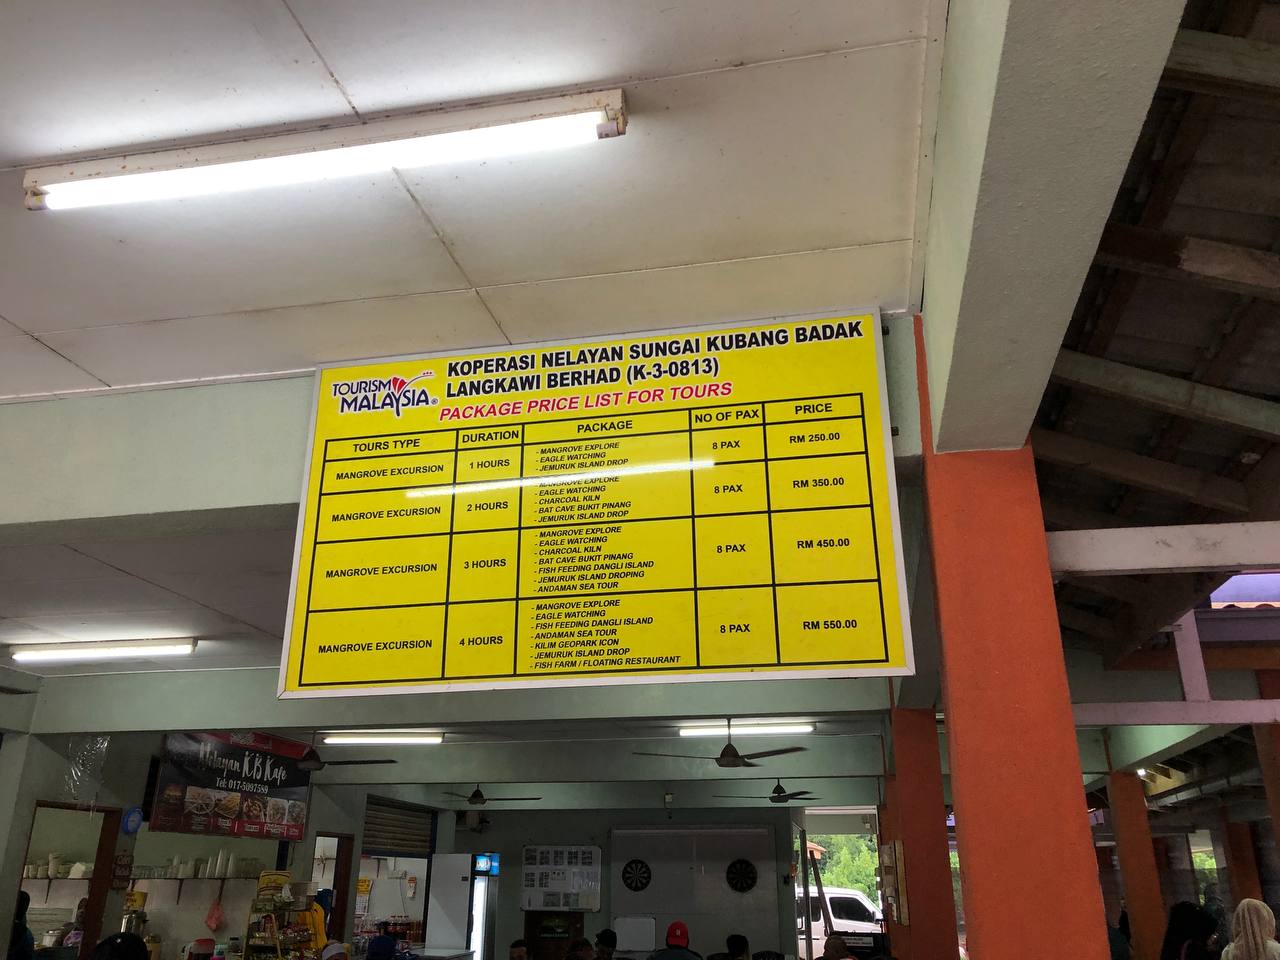 TOURISM
MALAYSIA
KOPERASI NELAYAN SUNGAI KUBANG BADAK
LANGKAWI BERHAD (K-3-0813)
PACKAGE PRICE LIST FOR TOURS
TOURS TYPE DURATION PACKAGE NO OF PAX PRICE
MANGROVE EXCURSION 1 HOURS 8 PAX RM 250.00
- MANGROVE EXPLORE
- EAGLE WATCHING
- JEMURUK ISLAND DROP
MANGROVE EXCURSION 2 HOURS 8 PAX RM 350.00
- MANGROVE EXPLORE
- EAGLE WATCHING
- CHARCOAL KILN
- BAT CAVE BUKIT PINANG
- JEMURUK ISLAND DROP
MANGROVE EXCURSION 3 HOURS 8 PAX RM 450.00
- MANGROVE EXPLORE
- EAGLE WATCHING
- CHARCOAL KILN
- BAT CAVE BUKIT PINANG
- FISH FEEDING DANGLI ISLAND
- JEMURUK ISLAND DROPING
- ANDAMAN SEA TOUR
MANGROVE EXCURSION 4 HOURS 8 PAX RM 550.00
- MANGROVE EXPLORE
- EAGLE WATCHING
- FISH FEEDING DANGLI ISLAND
- ANDAMAN SEA TOUR
- KILIM GEOPARK ICON
- JEMURUK ISLAND DROP
- FISH FARM / FLOATING RESTAURANT
Nelayan KB Kafe
Tel: 017-5097589